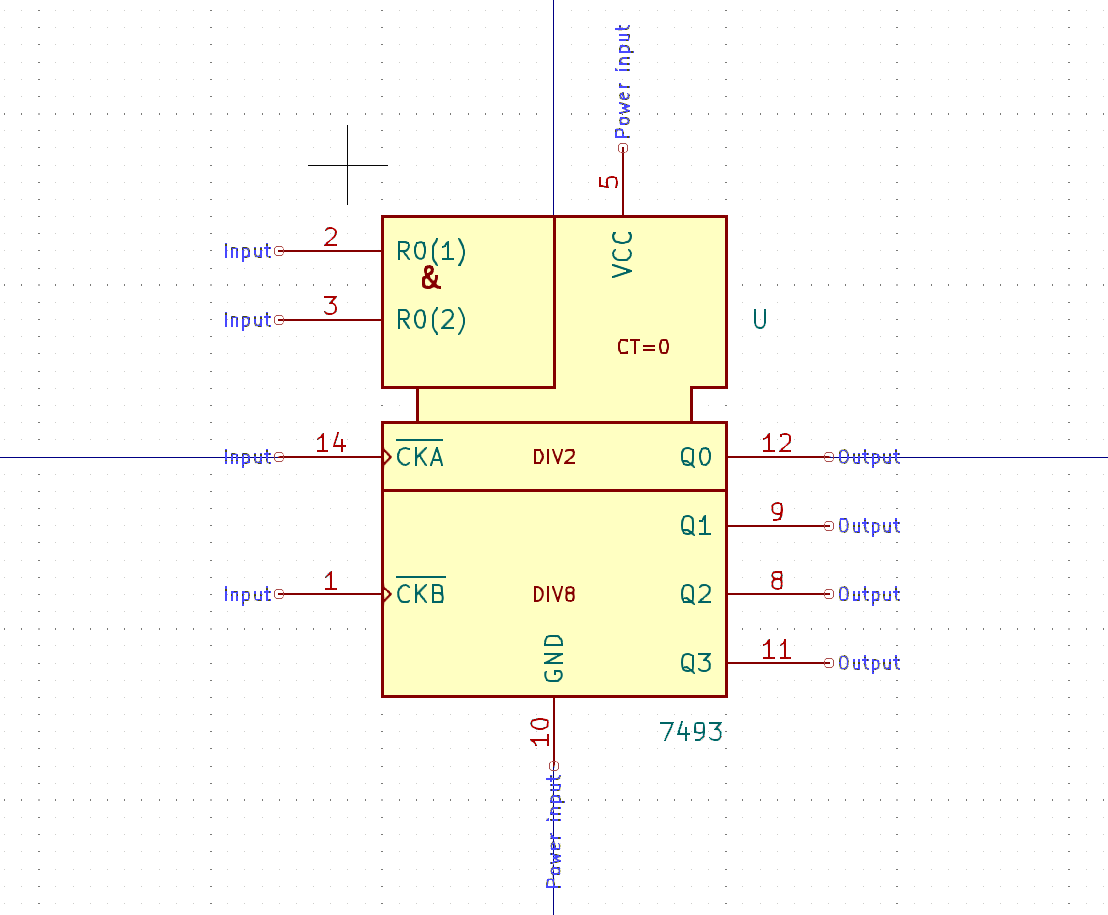 Power input
5
VCC
Input 2 R0(1)
&
Input 3 R0(2)
U
CT=0
Input 14 CKA DIV2 Q0 12 Output
Q1 9 Output
Input 1 CKB DIV8 Q2 8 Output
GND
Q3 11 Output
10
7493
Power input